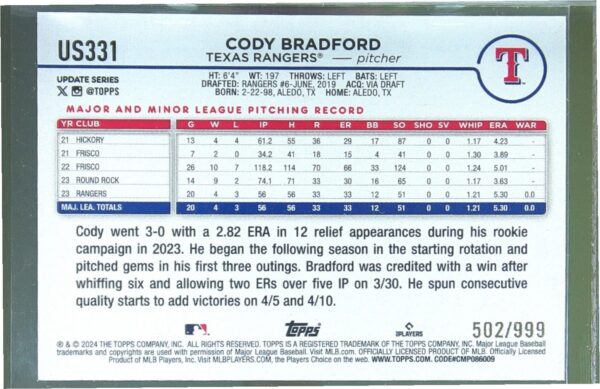 US331
CODY BRADFORD
TEXAS RANGERS® — pitcher
T
UPDATE SERIES
@TOPPS
HT: 6'4" WT: 197 THROWS: LEFT BATS: LEFT
DRAFTED: RANGERS #6-JUNE, 2019 ACQ: VIA DRAFT
BORN: 2-22-98, ALEDO, TX HOME: ALEDO, TX
MAJOR AND MINOR LEAGUE PITCHING RECORD
YR CLUB G W L IP H R ER BB SO SHO SV WHIP ERA WAR
21 HICKORY 13 4 4 61.2 55 36 29 17 87 0 0 1.17 4.23 -
21 FRISCO 7 2 0 34.2 41 18 15 4 41 0 0 1.30 3.89 -
22 FRISCO 26 10 7 118.2 114 70 66 33 124 0 0 1.24 5.01 -
23 ROUND ROCK 14 9 2 74.1 71 33 30 16 65 0 0 1.17 3.63 -
23 RANGERS 20 4 3 56 56 33 33 12 51 0 0 1.21 5.30 0.0
MAJ. LEA. TOTALS 20 4 3 56 56 33 33 12 51 0 0 1.21 5.30 0.0
Cody went 3-0 with a 2.82 ERA in 12 relief appearances during his rookie
campaign in 2023. He began the following season in the starting rotation and
pitched gems in his first three outings. Bradford was credited with a win after
whiffing six and allowing two ERs over five IP on 3/30. He spun consecutive
quality starts to add victories on 4/5 and 4/10.
Topps
PLAYERS
502/999
® & © 2024 THE TOPPS COMPANY, INC. ALL RIGHTS RESERVED. TOPPS IS A REGISTERED TRADEMARK OF THE TOPPS COMPANY, INC. Major League Baseball
trademarks and copyrights are used with permission of Major League Baseball. Visit MLB.com. OFFICIALLY LICENSED PRODUCT OF MLB. Officially Licensed
Product of MLB Players, Inc. Visit MLBPLAYERS.com, the Players Choice on the web. WWW.TOPPS.COM. CODE#CMP086009